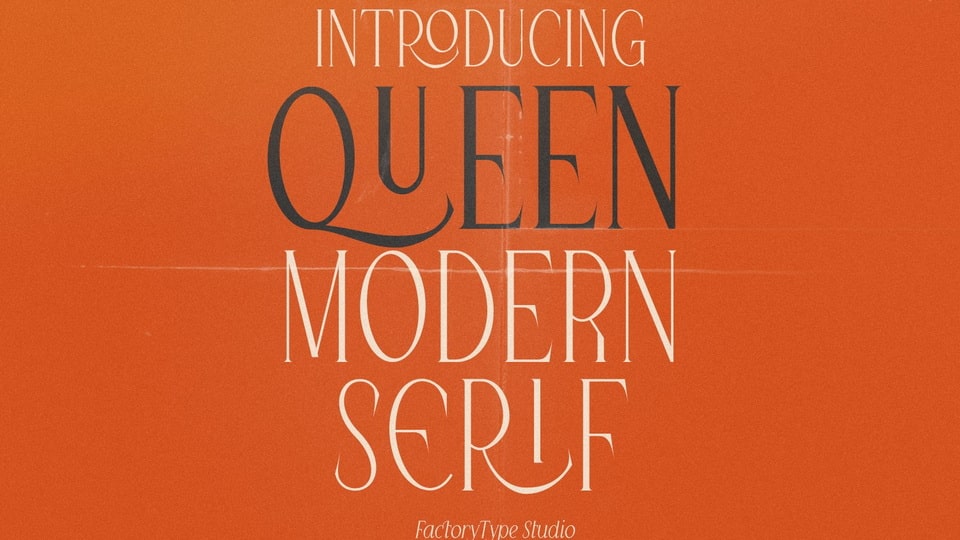 INTRODUCING
QUEEN
MODERN
SERIF
FactoryType Studio